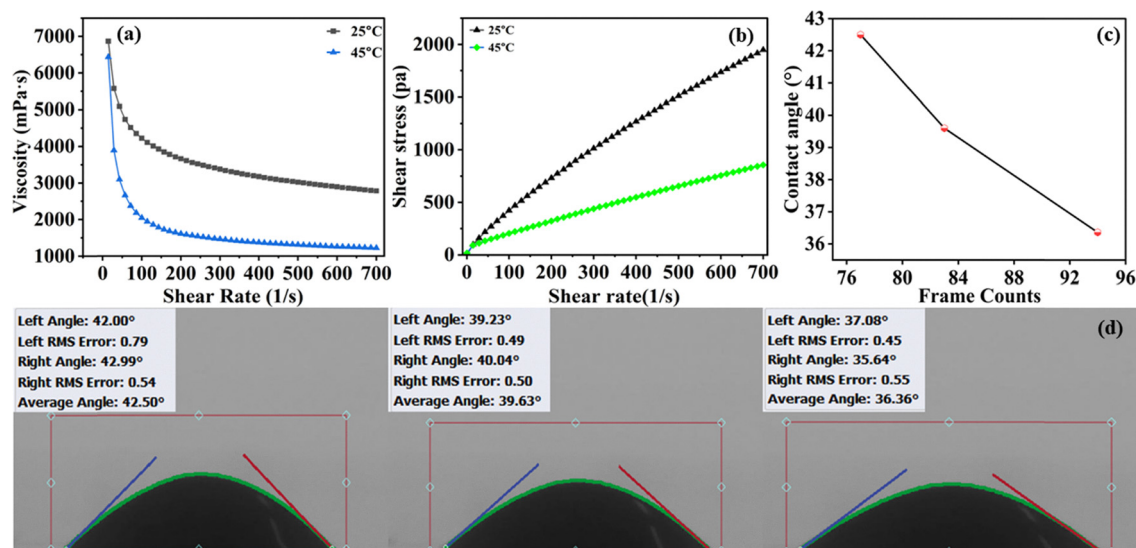 (a)
25°C
45°C
7000
6000
5000
4000
3000
2000
1000
Viscosity (mPa·s)
0 100 200 300 400 500 600 700
Shear Rate (1/s)
(b)
25°C
45°C
2000
1500
1000
500
0
Shear stress (pa)
0 100 200 300 400 500 600 700
Shear rate(1/s)
(c)
43
42
41
40
39
38
37
36
Contact angle (°)
76 80 84 88 92 96
Frame Counts
Left Angle: 42.00°
Left RMS Error: 0.79
Right Angle: 42.99°
Right RMS Error: 0.54
Average Angle: 42.50°
Left Angle: 39.23°
Left RMS Error: 0.49
Right Angle: 40.04°
Right RMS Error: 0.50
Average Angle: 39.63°
Left Angle: 37.08°
Left RMS Error: 0.45
Right Angle: 35.64°
Right RMS Error: 0.55
Average Angle: 36.36°
(d)